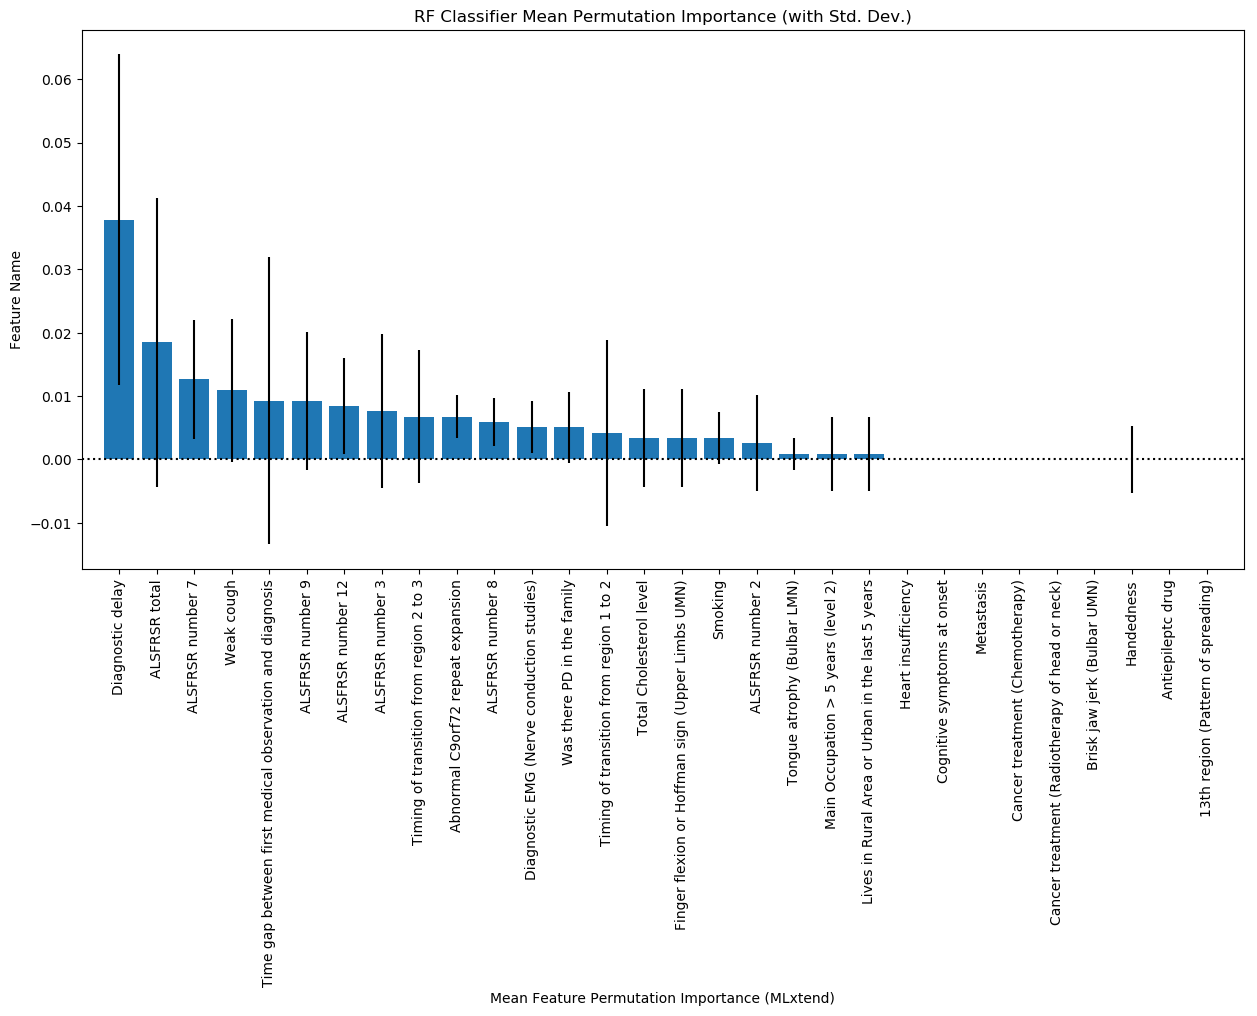 RF Classifier Mean Permutation Importance (with Std. Dev.)
Feature Name
0.06
0.05
0.04
0.03
0.02
0.01
0.00
−0.01
Diagnostic delay
ALSFRSR total
ALSFRSR number 7
Weak cough
Time gap between first medical observation and diagnosis
ALSFRSR number 9
ALSFRSR number 12
ALSFRSR number 3
Timing of transition from region 2 to 3
Abnormal C9orf72 repeat expansion
ALSFRSR number 8
Diagnostic EMG (Nerve conduction studies)
Was there PD in the family
Timing of transition from region 1 to 2
Total Cholesterol level
Finger flexion or Hoffman sign (Upper Limbs UMN)
Smoking
ALSFRSR number 2
Tongue atrophy (Bulbar LMN)
Main Occupation > 5 years (level 2)
Lives in Rural Area or Urban in the last 5 years
Heart insufficiency
Cognitive symptoms at onset
Metastasis
Cancer treatment (Chemotherapy)
Cancer treatment (Radiotherapy of head or neck)
Brisk jaw jerk (Bulbar UMN)
Handedness
Antiepileptc drug
13th region (Pattern of spreading)
Mean Feature Permutation Importance (MLxtend)